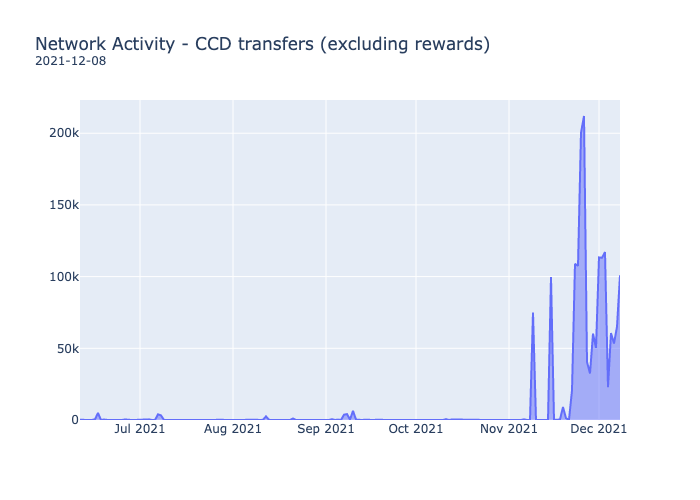 Network Activity - CCD transfers (excluding rewards)
2021-12-08
200k
150k
100k
50k
0
Jul 2021 Aug 2021 Sep 2021 Oct 2021 Nov 2021 Dec 2021